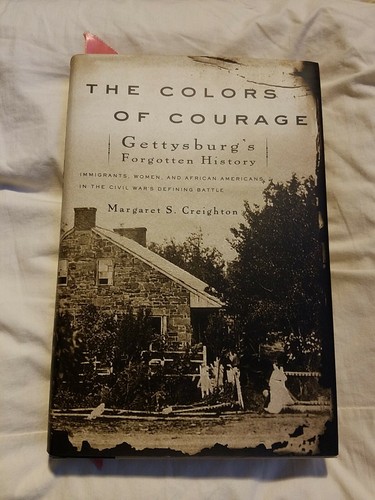 THE COLORS
OF COURAGE
Gettysburg's
Forgotten History
IMMIGRANTS, WOMEN, AND AFRICAN AMERICANS
IN THE CIVIL WAR'S DEFINING BATTLE
Margaret S. Creighton